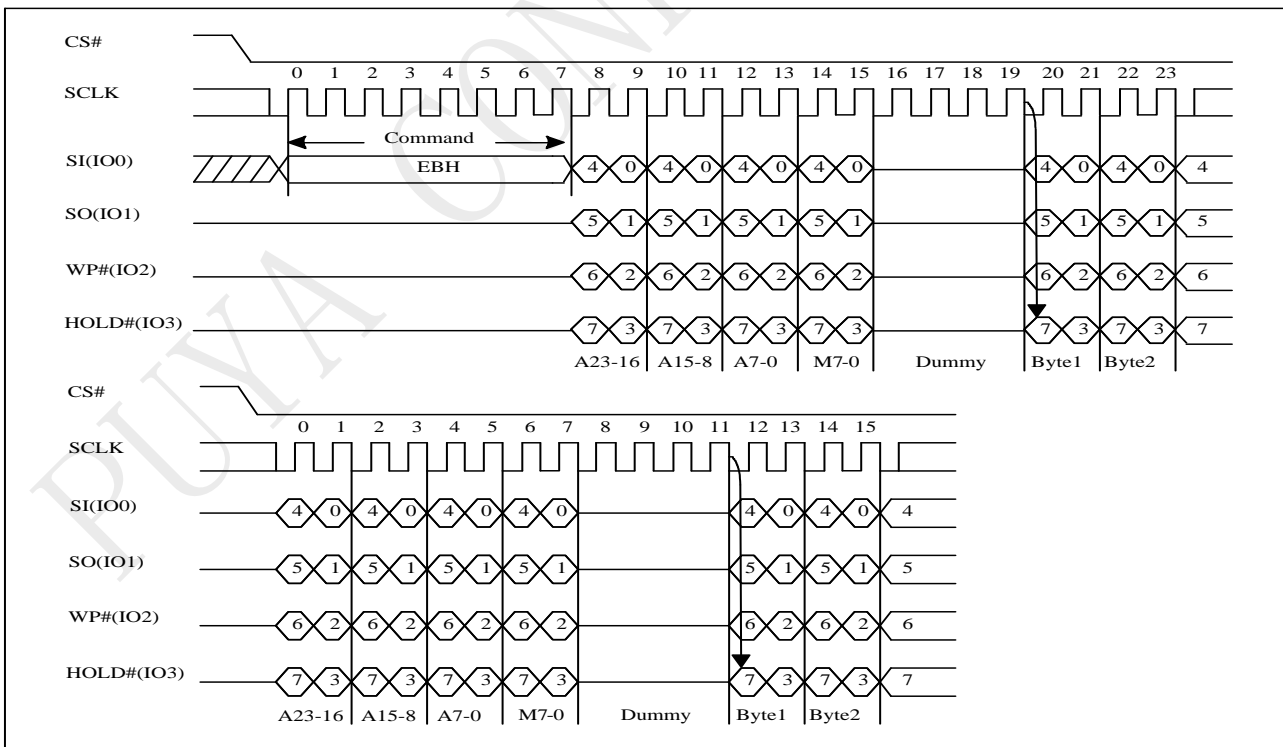 CS#
0 1 2 3 4 5 6 7 8 9 10 11 12 13 14 15 16 17 18 19 20 21 22 23
SCLK
Command
SI(IO0) EBH 4 0 4 0 4 0 4 0 4 0 4 0 4
SO(IO1) 5 1 5 1 5 1 5 1 5 1 5 1 5
WP#(IO2) 6 2 6 2 6 2 6 2 6 2 6 2 6
HOLD#(IO3) 7 3 7 3 7 3 7 3 7 3 7 3 7
A23-16 A15-8 A7-0 M7-0 Dummy Byte1 Byte2
CS#
0 1 2 3 4 5 6 7 8 9 10 11 12 13 14 15
SCLK
SI(IO0) 4 0 4 0 4 0 4 0 4 0 4 0 4
SO(IO1) 5 1 5 1 5 1 5 1 5 1 5 1 5
WP#(IO2) 6 2 6 2 6 2 6 2 6 2 6 2 6
HOLD#(IO3) 7 3 7 3 7 3 7 3 7 3 7 3 7
A23-16 A15-8 A7-0 M7-0 Dummy Byte1 Byte2
PUYA